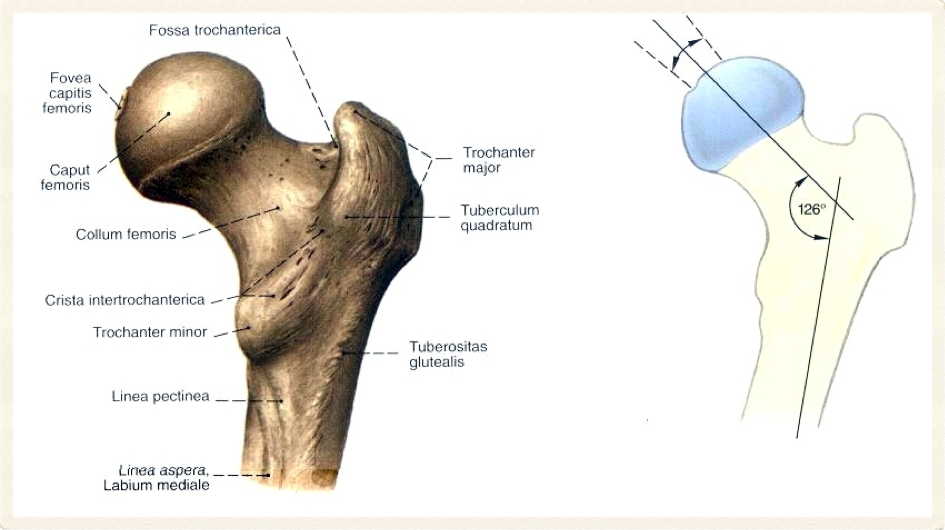 Fossa trochanterica
Fovea
capitis
femoris
Caput
femoris
Collum femoris
Crista intertrochanterica
Trochanter minor
Linea pectinea
Linea aspera,
Labium mediale
Trochanter
major
Tuberculum
quadratum
Tuberositas
glutealis
126°